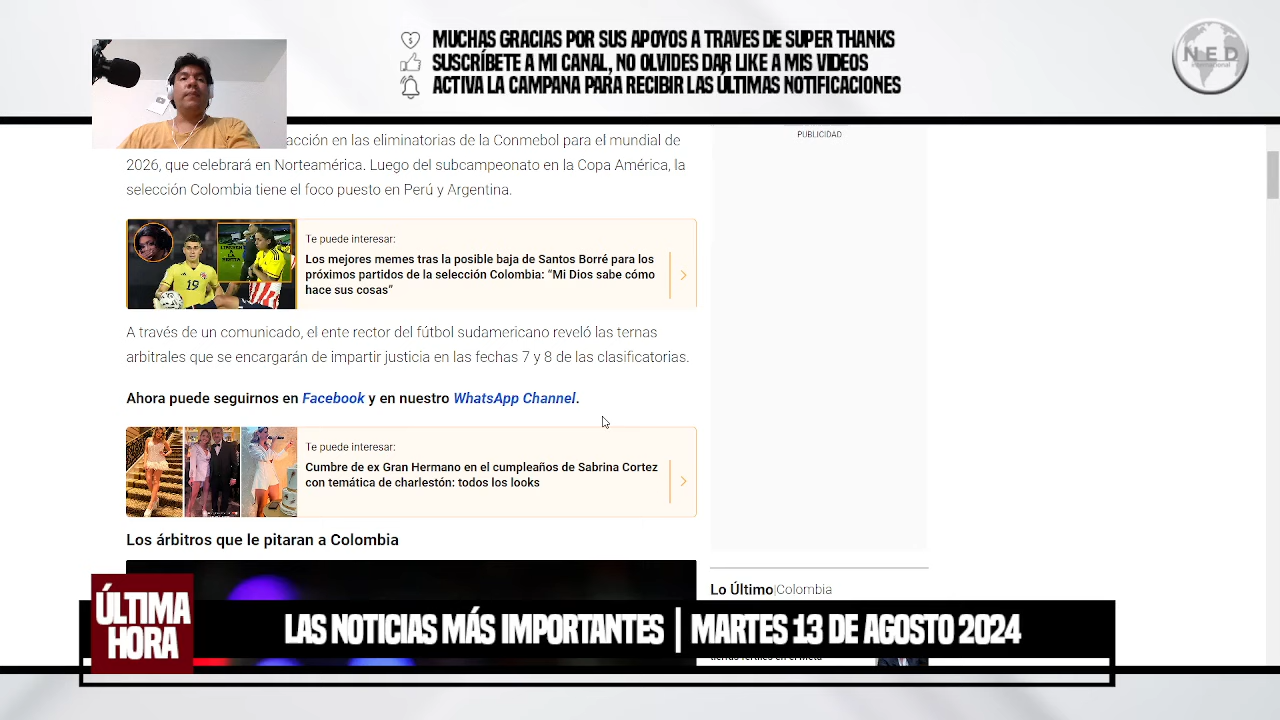 MUCHAS GRACIAS POR SUS APOYOS A TRAVES DE SUPER THANKS
SUSCRÍBETE A MI CANAL, NO OLVIDES DAR LIKE A MIS VIDEOS
ACTIVA LA CAMPANA PARA RECIBIR LAS ÚLTIMAS NOTIFICACIONES
N.E.D
international
PUBLICIDAD
acción en las eliminatorias de la Conmebol para el mundial de
2026, que celebrará en Norteamérica. Luego del subcampeonato en la Copa América, la
selección Colombia tiene el foco puesto en Perú y Argentina.
Te puede interesar:
Los mejores memes tras la posible baja de Santos Borré para los
próximos partidos de la selección Colombia: “Mi Dios sabe cómo
hace sus cosas”
19
A través de un comunicado, el ente rector del fútbol sudamericano reveló las ternas
arbitrales que se encargarán de impartir justicia en las fechas 7 y 8 de las clasificatorias.
Ahora puede seguirnos en Facebook y en nuestro WhatsApp Channel.
Te puede interesar:
Cumbre de ex Gran Hermano en el cumpleaños de Sabrina Cortez
con temática de charlestón: todos los looks
Los árbitros que le pitaran a Colombia
Lo Último|Colombia
ÚLTIMA
HORA
LAS NOTICIAS MÁS IMPORTANTES | MARTES 13 DE AGOSTO 2024